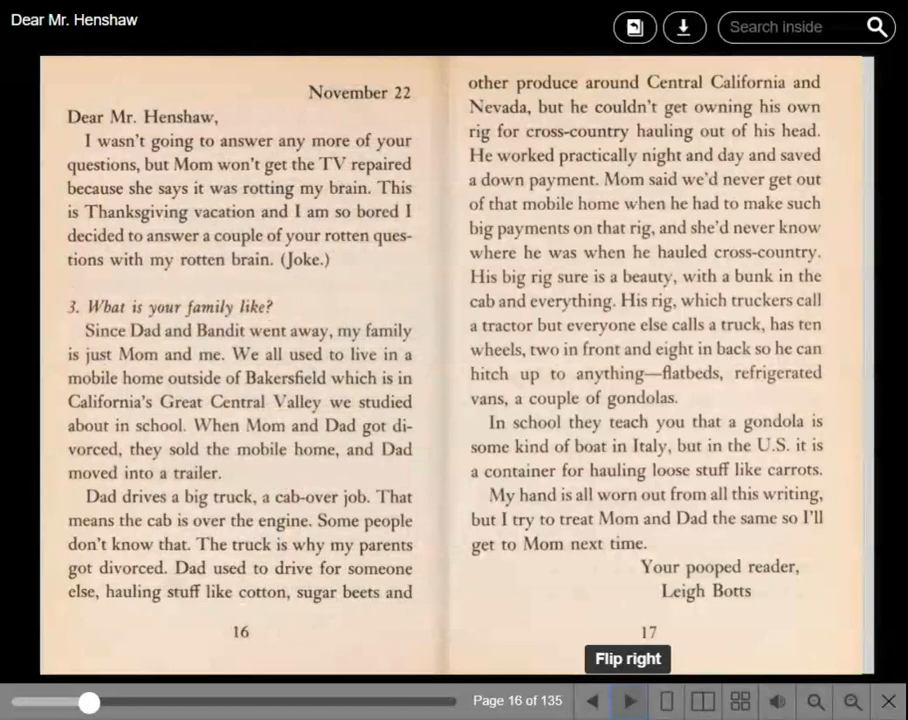 Dear Mr. Henshaw
Search inside
November 22
Dear Mr. Henshaw,
I wasn't going to answer any more of your
questions, but Mom won't get the TV repaired
because she says it was rotting my brain. This
is Thanksgiving vacation and I am so bored I
decided to answer a couple of your rotten ques-
tions with my rotten brain. (Joke.)
3. What is your family like?
Since Dad and Bandit went away, my family
is just Mom and me. We all used to live in a
mobile home outside of Bakersfield which is in
California's Great Central Valley we studied
about in school. When Mom and Dad got di-
vorced, they sold the mobile home, and Dad
moved into a trailer.
Dad drives a big truck, a cab-over job. That
means the cab is over the engine. Some people
don't know that. The truck is why my parents
got divorced. Dad used to drive for someone
else, hauling stuff like cotton, sugar beets and
16
other produce around Central California and
Nevada, but he couldn't get owning his own
rig for cross-country hauling out of his head.
He worked practically night and day and saved
a down payment. Mom said we'd never get out
of that mobile home when he had to make such
big payments on that rig, and she'd never know
where he was when he hauled cross-country.
His big rig sure is a beauty, with a bunk in the
cab and everything. His rig, which truckers call
a tractor but everyone else calls a truck, has ten
wheels, two in front and eight in back so he can
hitch up to anything—flatbeds, refrigerated
vans, a couple of gondolas.
In school they teach you that a gondola is
some kind of boat in Italy, but in the U.S. it is
a container for hauling loose stuff like carrots.
My hand is all worn out from all this writing,
but I try to treat Mom and Dad the same so I'll
get to Mom next time.
Your pooped reader,
Leigh Botts
17
Flip right
Page 16 of 135